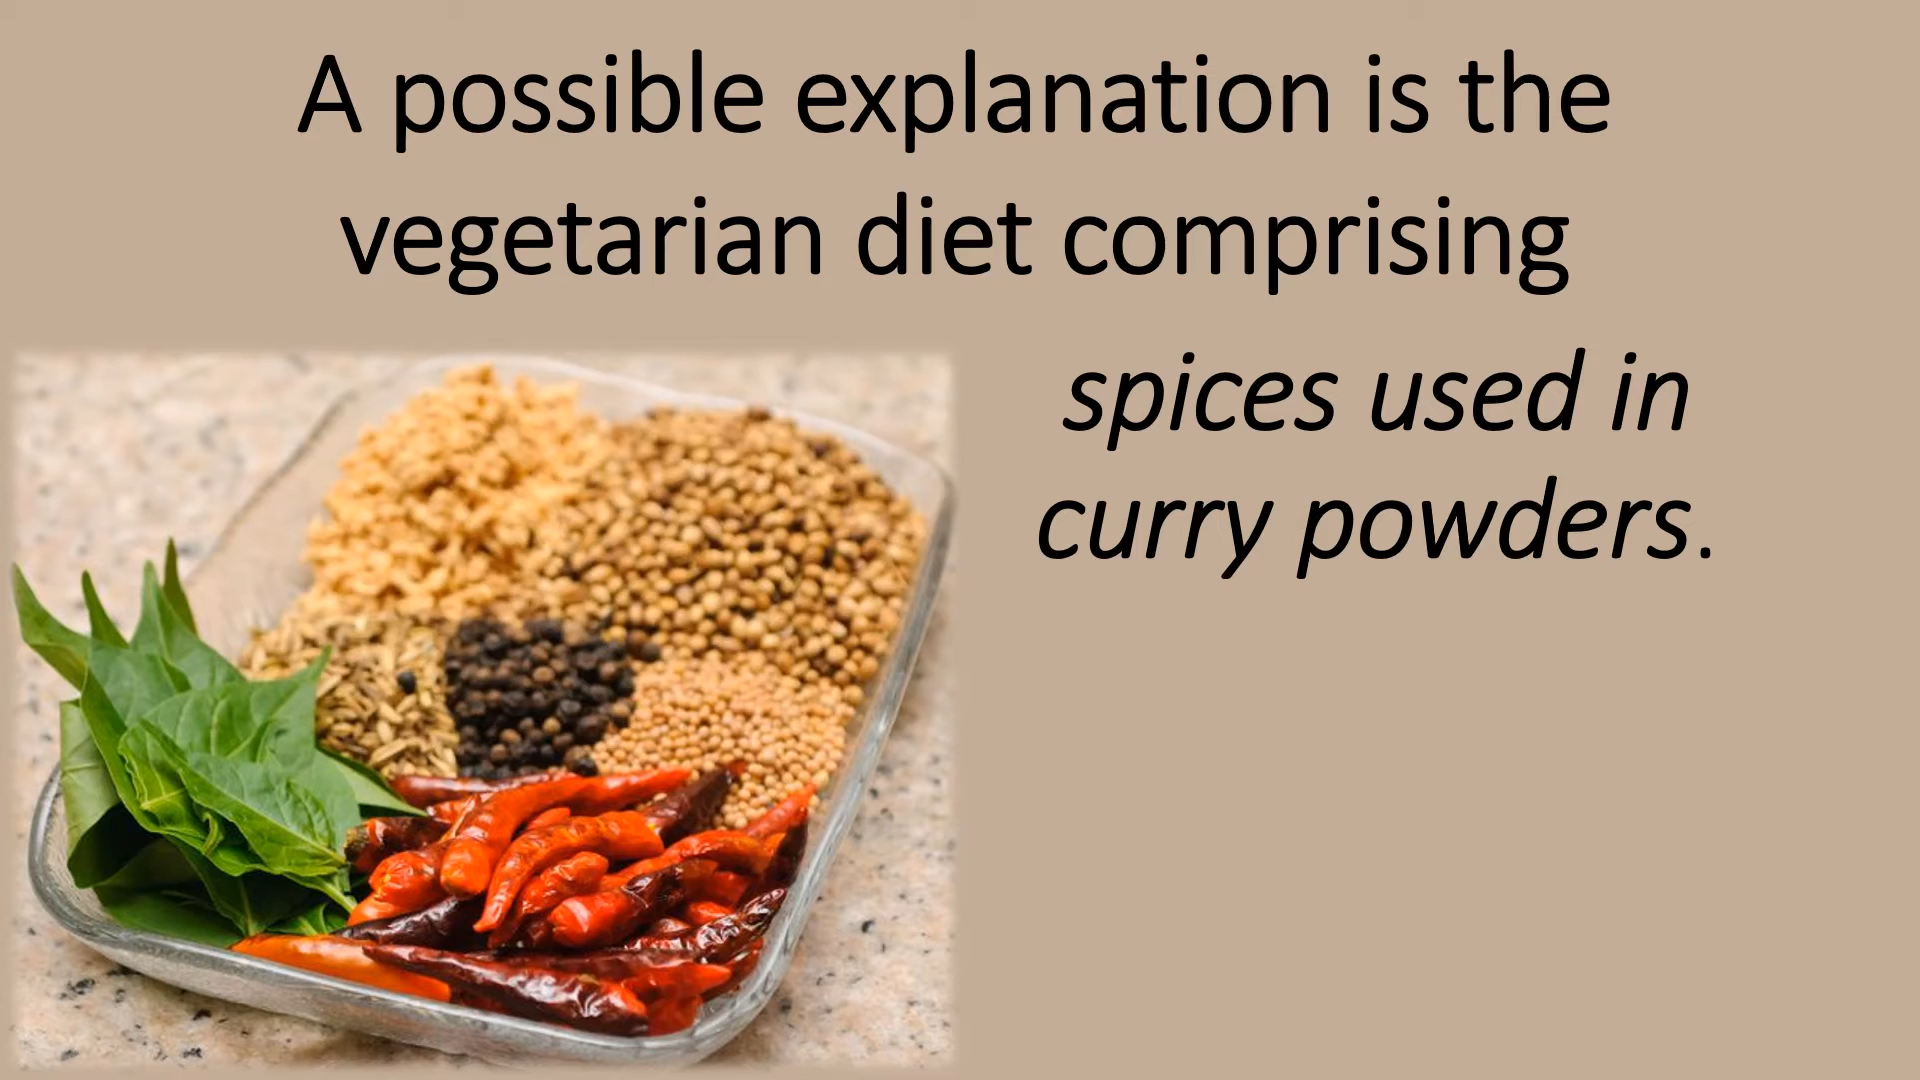 A possible explanation is the
vegetarian diet comprising
spices used in
curry powders.